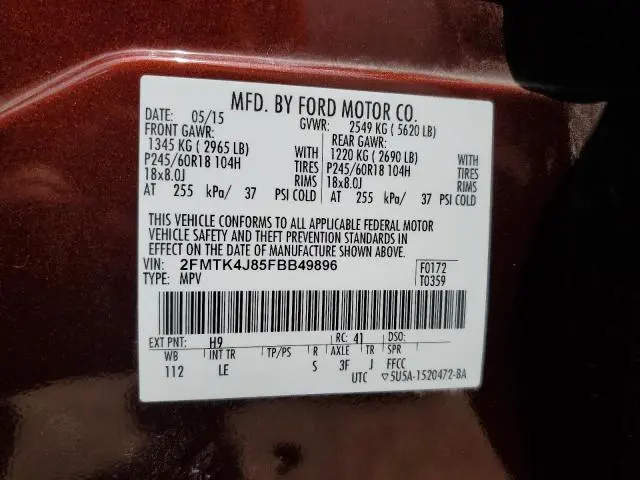 MFD. BY FORD MOTOR CO.
DATE: 05/15 GVWR: 2549 KG ( 5620 LB)
FRONT GAWR: REAR GAWR:
1345 KG ( 2965 LB) WITH 1220 KG ( 2690 LB) WITH
P245/60R18 104H TIRES P245/60R18 104H TIRES
18x8.0J RIMS 18x8.0J RIMS
AT 255 kPa/ 37 PSI COLD AT 255 kPa/ 37 PSI COLD
THIS VEHICLE CONFORMS TO ALL APPLICABLE FEDERAL MOTOR
VEHICLE SAFETY AND THEFT PREVENTION STANDARDS IN
EFFECT ON THE DATE OF MANUFACTURE SHOWN ABOVE.
VIN: 2FMTK4J85FBB49896 F0172
TYPE: MPV T0359
EXT PNT: H9 RC: 41 DSO:
WB INT TR TP/PS R AXLE TR SPR
112 LE S 3F J FFCC
UTC ▽5U5A-1520472-BA